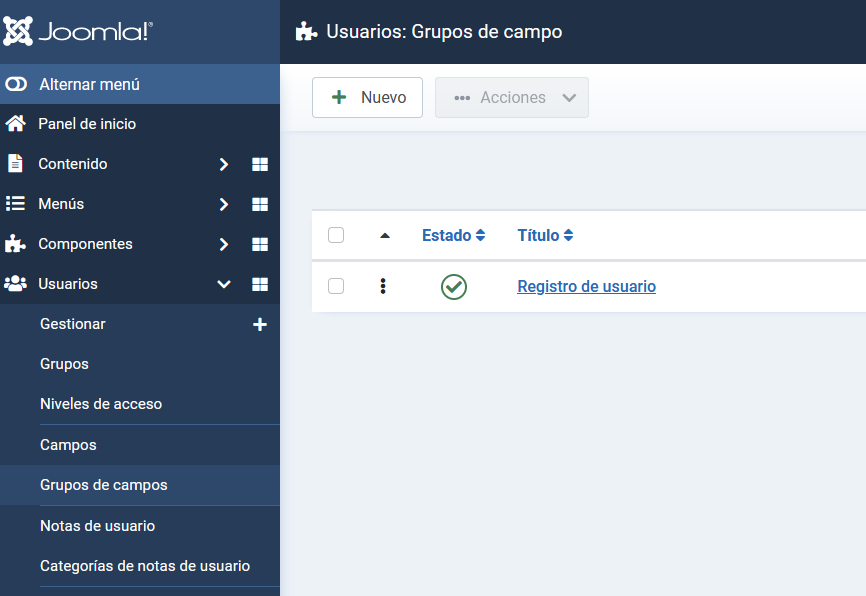 Joomla!®
Usuarios: Grupos de campo
Alternar menú
Panel de inicio
Contenido
Menús
Componentes
Usuarios
Gestionar
Grupos
Niveles de acceso
Campos
Grupos de campos
Notas de usuario
Categorías de notas de usuario
Nuevo
Acciones
Estado Título
Registro de usuario